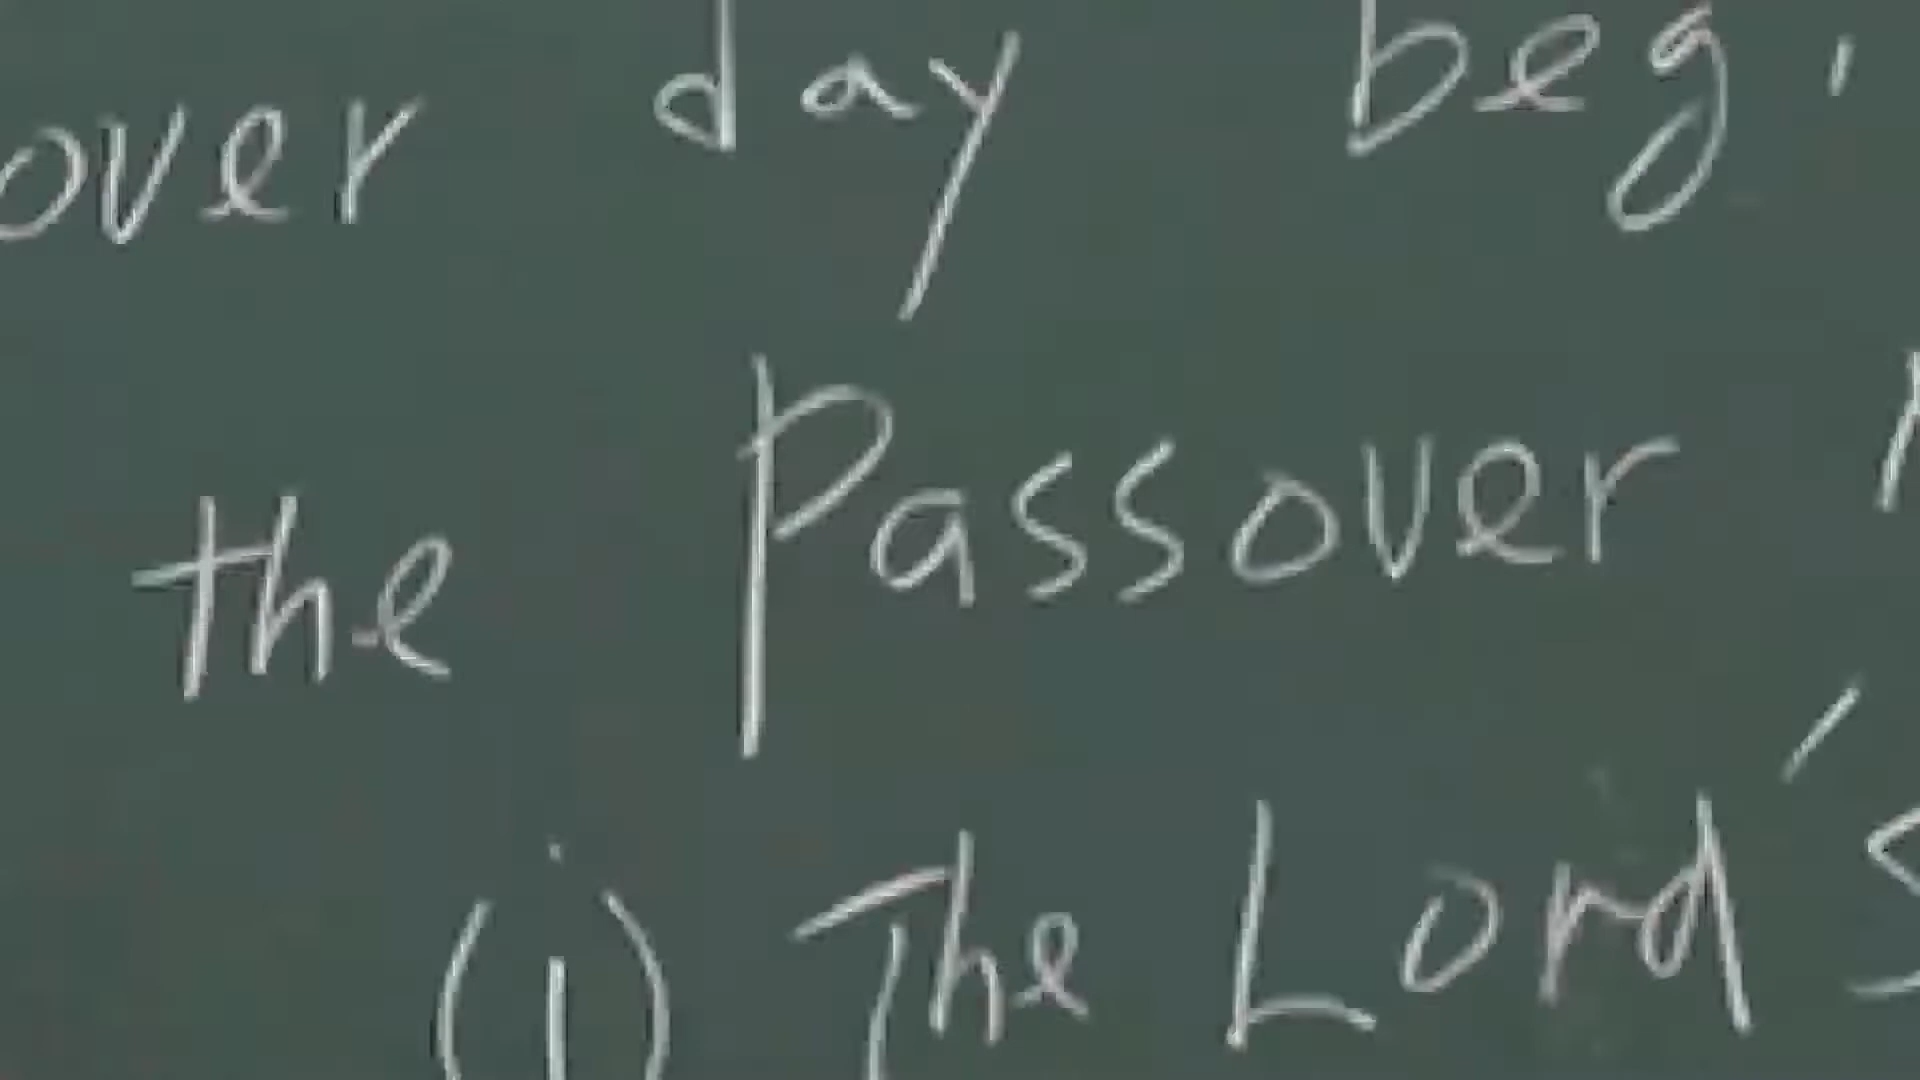 over day beg
the Passover
(i) The Lord's